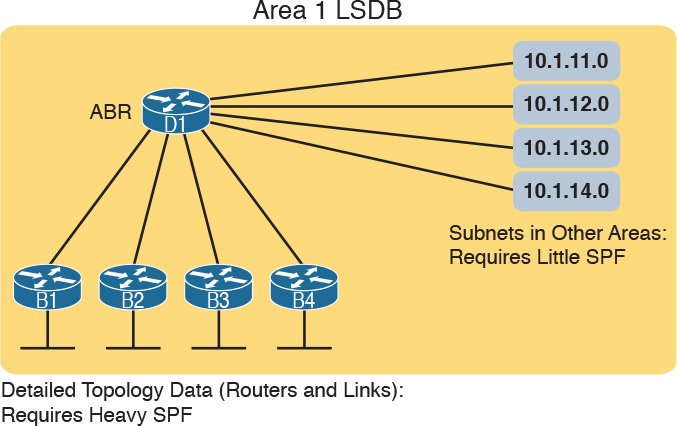 Area 1 LSDB
ABR
D1
10.1.11.0
10.1.12.0
10.1.13.0
10.1.14.0
Subnets in Other Areas:
Requires Little SPF
B1
B2
B3
B4
Detailed Topology Data (Routers and Links):
Requires Heavy SPF